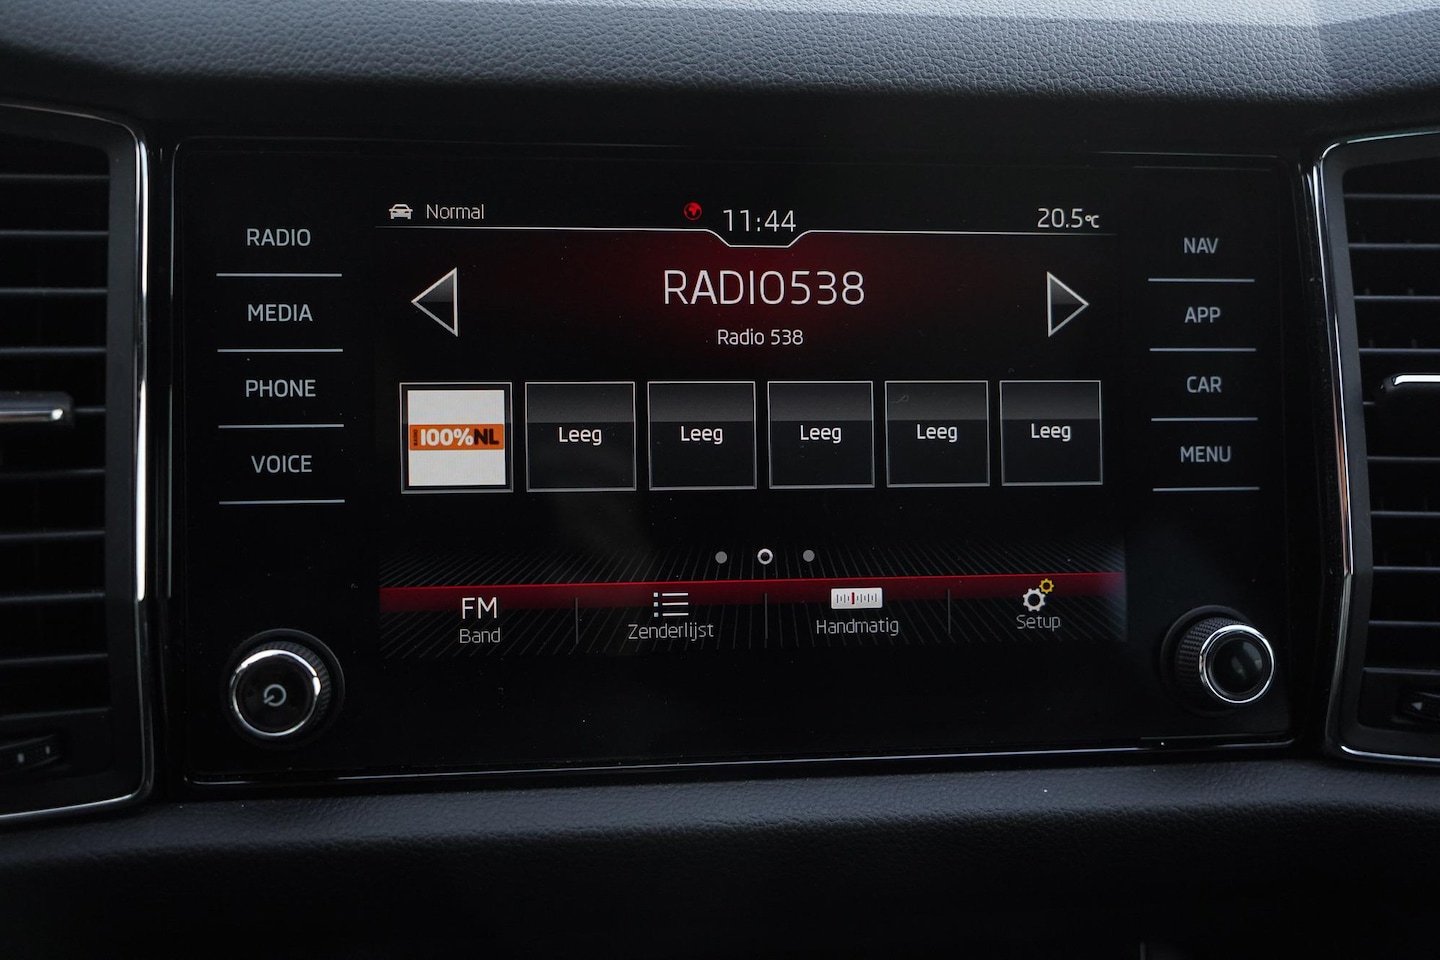 Normal
11:44
20.5°C
RADIO
MEDIA
PHONE
VOICE
RADIO538
Radio 538
RADIO 100%NL
Leeg
Leeg
Leeg
Leeg
Leeg
FM
Band
Zenderlijst
Handmatig
Setup
NAV
APP
CAR
MENU